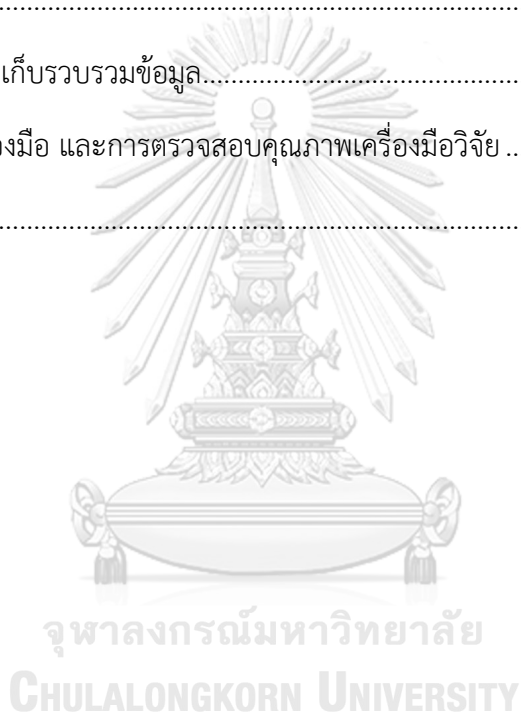 ................................................................
เก็บรวบรวมข้อมูล............................................
องมือ และการตรวจสอบคุณภาพเครื่องมือวิจัย ..
................................................................
จุฬาลงกรณ์มหาวิทยาลัย
CHULALONGKORN UNIVERSITY